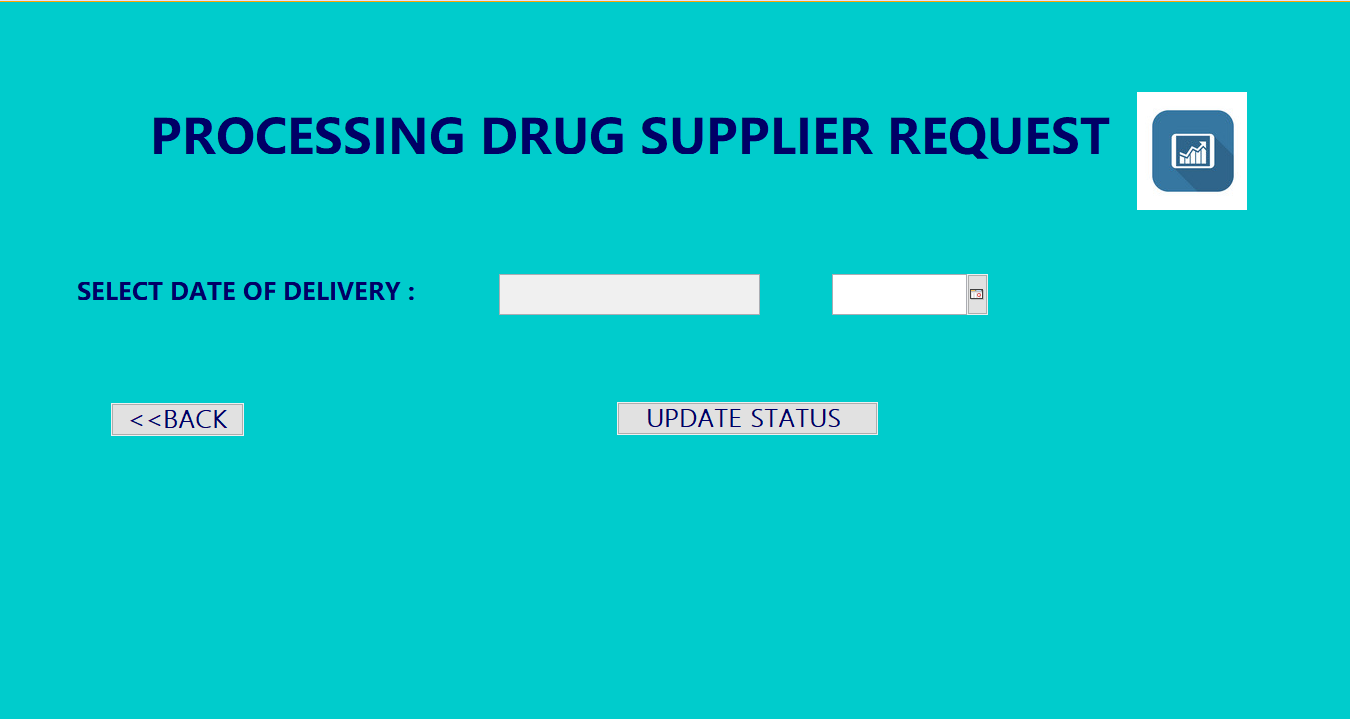 PROCESSING DRUG SUPPLIER REQUEST
SELECT DATE OF DELIVERY :
<<BACK
UPDATE STATUS